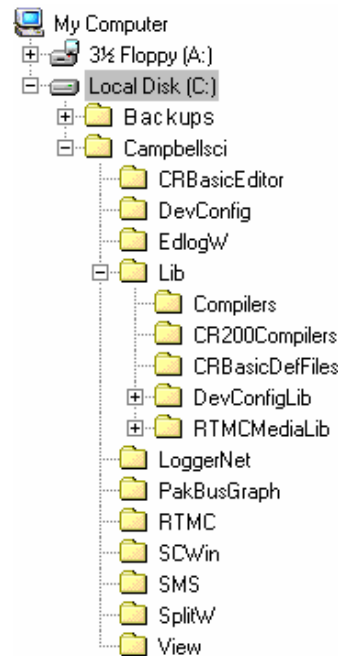 My Computer
3½ Floppy (A:)
Local Disk (C:)
Backups
Campbellsci
CRBasicEditor
DevConfig
EdlogW
Lib
Compilers
CR200Compilers
CRBasicDefFiles
DevConfigLib
RTMCMediaLib
LoggerNet
PakBusGraph
RTMC
SCWin
SMS
SplitW
View